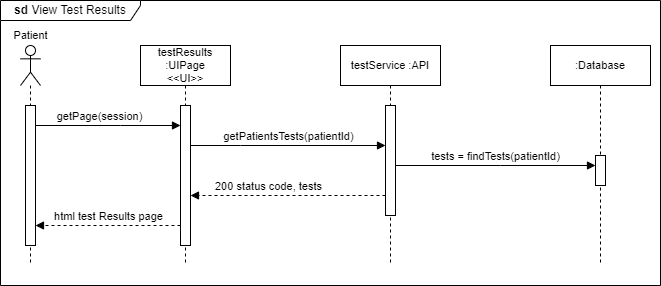 sd View Test Results
Patient
testResults
:UIPage
<<UI>>
testService :API
:Database
getPage(session)
getPatientsTests(patientId)
tests = findTests(patientId)
200 status code, tests
html test Results page